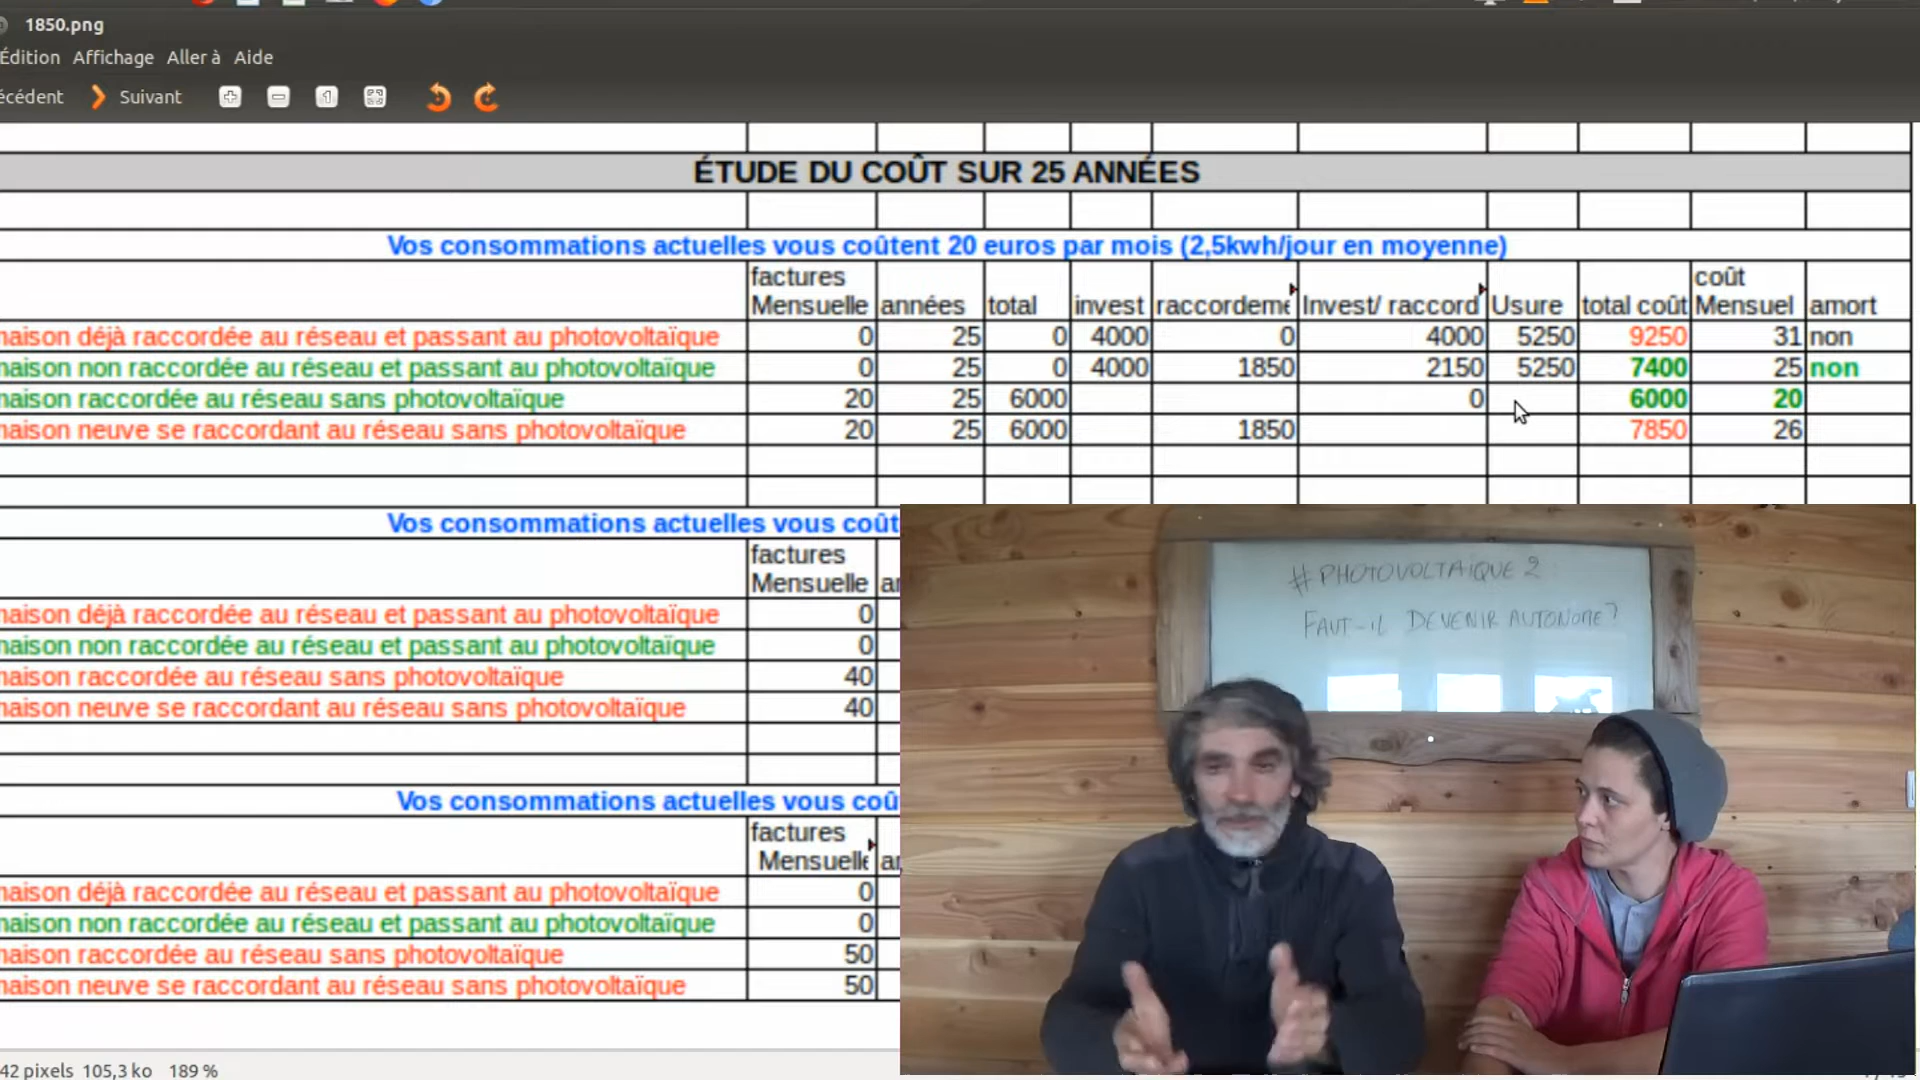 1850.png
Édition Affichage Aller à Aide
écédent Suivant
ÉTUDE DU COÛT SUR 25 ANNÉES
Vos consommations actuelles vous coûtent 20 euros par mois (2,5kwh/jour en moyenne)
factures Mensuelle années total invest raccordeme Invest/ raccord Usure total coût coût Mensuel amort
naison déjà raccordée au réseau et passant au photovoltaïque 0 25 0 4000 0 4000 5250 9250 31 non
naison non raccordée au réseau et passant au photovoltaïque 0 25 0 4000 1850 2150 5250 7400 25 non
naison raccordée au réseau sans photovoltaïque 20 25 6000 0 6000 20
naison neuve se raccordant au réseau sans photovoltaïque 20 25 6000 1850 7850 26
Vos consommations actuelles vous coût
factures
Mensuelle a
naison déjà raccordée au réseau et passant au photovoltaïque 0
naison non raccordée au réseau et passant au photovoltaïque 0
naison raccordée au réseau sans photovoltaïque 40
naison neuve se raccordant au réseau sans photovoltaïque 40
Vos consommations actuelles vous coû
factures
Mensuelle a
naison déjà raccordée au réseau et passant au photovoltaïque 0
naison non raccordée au réseau et passant au photovoltaïque 0
naison raccordée au réseau sans photovoltaïque 50
naison neuve se raccordant au réseau sans photovoltaïque 50
# PHOTOVOLTAIQUE 2
FAUT-IL DEVENIR AUTONOME ?
42 pixels 105,3 ko 189 %